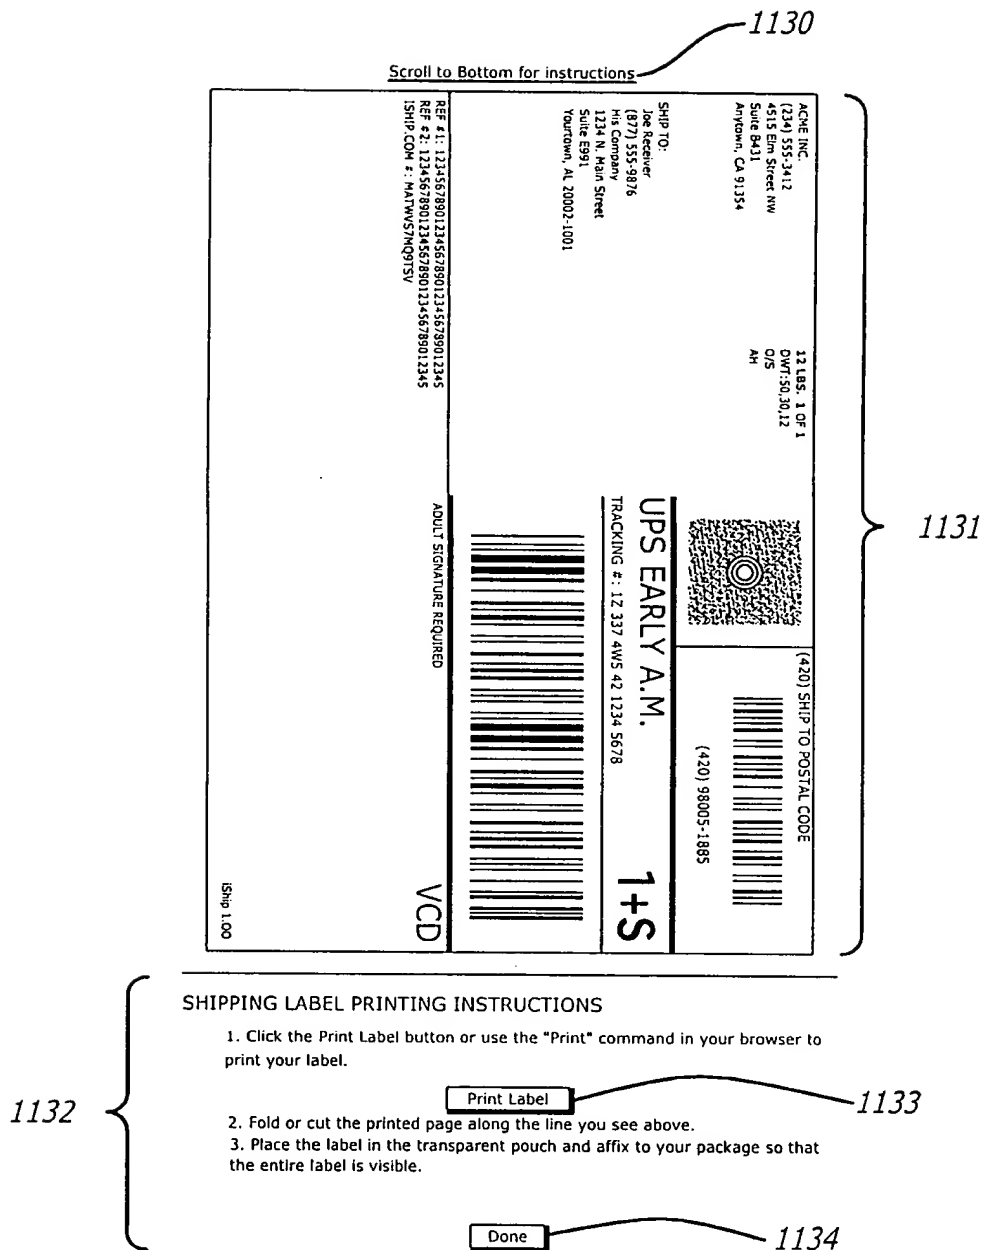 1130
Scroll to Bottom for instructions
ACME INC.
(234) 555-3412
4515 Elm Street NW
Suite B431
Anytown, CA 91354
12 LBS. 1 OF 1
DWT:50,30,12
O/S
AH
SHIP TO:
Joe Receiver
(877) 555-9876
His Company
1234 N. Main Street
Suite E991
Yourtown, AL 20002-1001
(420) SHIP TO POSTAL CODE
(420) 98005-1885
UPS EARLY A.M.
TRACKING #: 1Z 337 4W5 42 1234 5678
1+S
REF #1: 12345678901234567890123456789012345
REF #2: 12345678901234567890123456789012345
ISHIP.COM #: MATWVS7MQ9TSV
ADULT SIGNATURE REQUIRED
VCD
iShip 1.00
1131
SHIPPING LABEL PRINTING INSTRUCTIONS
1. Click the Print Label button or use the "Print" command in your browser to
print your label.
Print Label
1133
1132
2. Fold or cut the printed page along the line you see above.
3. Place the label in the transparent pouch and affix to your package so that
the entire label is visible.
Done
1134